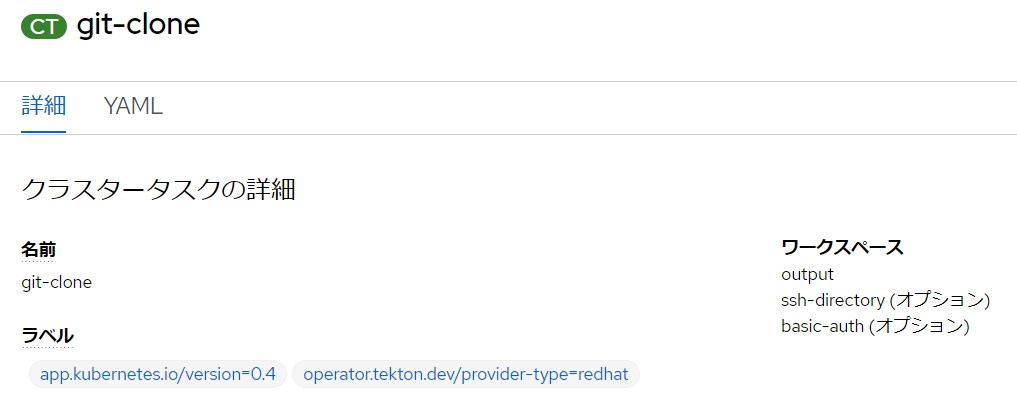 CT git-clone
詳細 YAML
クラスタータスクの詳細
名前
git-clone
ラベル
app.kubernetes.io/version=0.4 operator.tekton.dev/provider-type=redhat
ワークスペース
output
ssh-directory (オプション)
basic-auth (オプション)